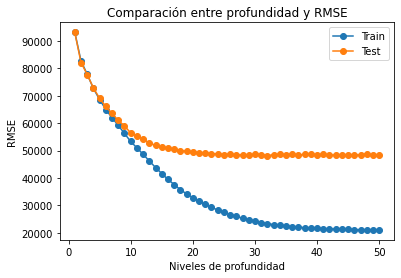 Comparación entre profundidad y RMSE
Train
Test
RMSE
90000
80000
70000
60000
50000
40000
30000
20000
0
10
20
30
40
50
Niveles de profundidad